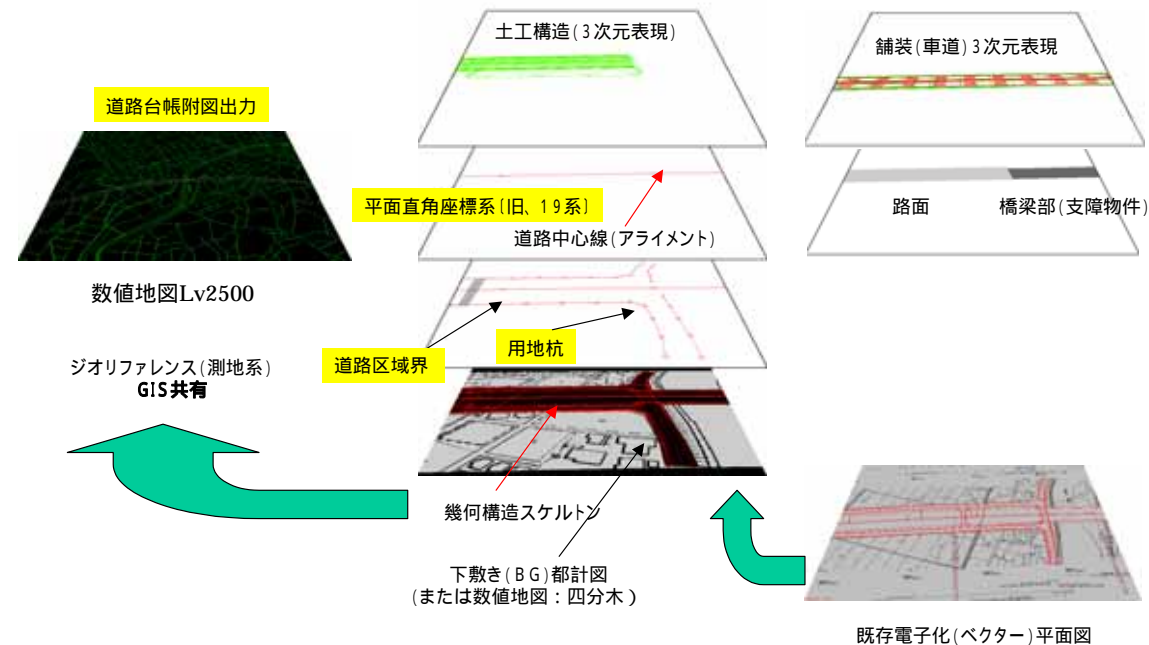 土工構造(3次元表現)
舗装(車道)3次元表現
道路台帳附図出力
平面直角座標系(旧、19系)
道路中心線(アライメント)
路面
橋梁部(支障物件)
数値地図Lv2500
用地杭
道路区域界
ジオリファレンス(測地系)
GIS共有
幾何構造スケルトン
下敷き(BG)都計図
(または数値地図:四分木)
既存電子化(ベクター)平面図